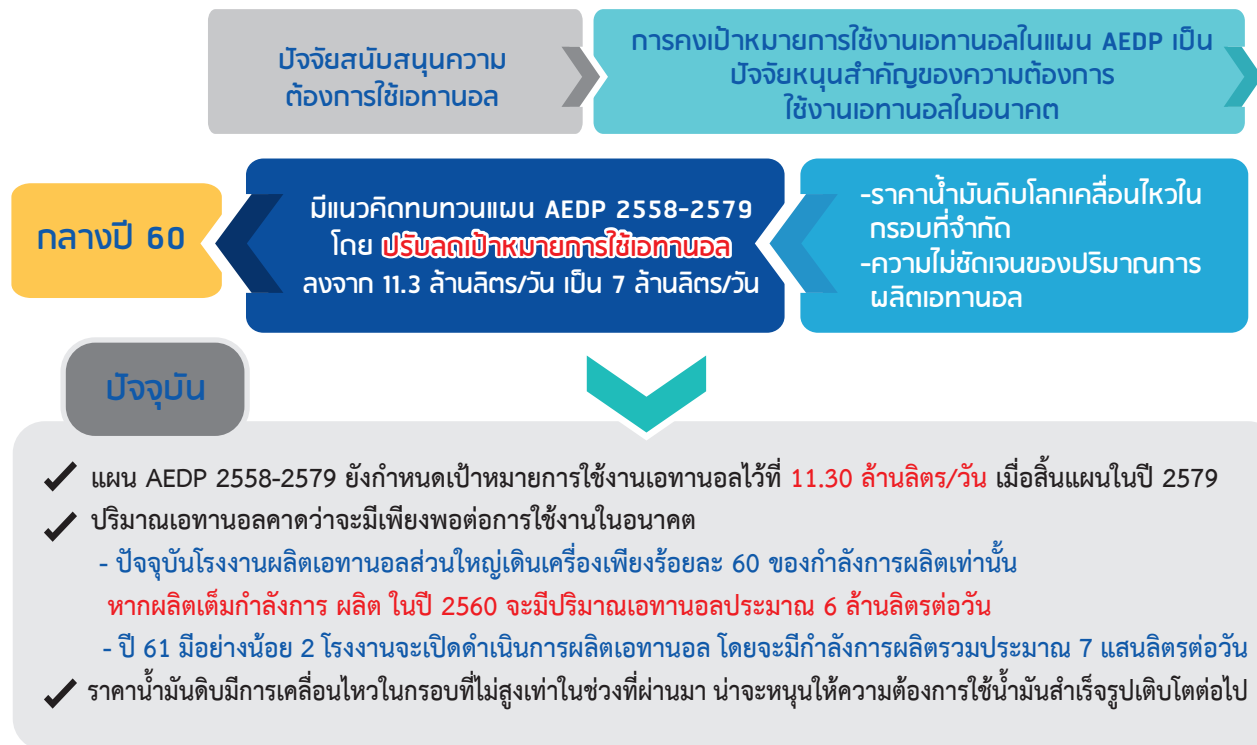 ปัจจัยสนับสนุนความ
ต้องการใช้เอทานอล
การคงเป้าหมายการใช้งานเอทานอลในแผน AEDP เป็น
ปัจจัยหนุนสำคัญของความต้องการ
ใช้งานเอทานอลในอนาคต
กลางปี 60
มีแนวคิดทบทวนแผน AEDP 2558-2579
โดย ปรับลดเป้าหมายการใช้เอทานอล
ลงจาก 11.3 ล้านลิตร/วัน เป็น 7 ล้านลิตร/วัน
-ราคาน้ำมันดิบโลกเคลื่อนไหวใน
กรอบที่จำกัด
-ความไม่ชัดเจนของปริมาณการ
ผลิตเอทานอล
ปัจจุบัน
✔ แผน AEDP 2558-2579 ยังกำหนดเป้าหมายการใช้งานเอทานอลไว้ที่ 11.30 ล้านลิตร/วัน เมื่อสิ้นแผนในปี 2579
✔ ปริมาณเอทานอลคาดว่าจะมีเพียงพอต่อการใช้งานในอนาคต
- ปัจจุบันโรงงานผลิตเอทานอลส่วนใหญ่เดินเครื่องเพียงร้อยละ 60 ของกำลังการผลิตเท่านั้น
หากผลิตเต็มกำลังการ ผลิต ในปี 2560 จะมีปริมาณเอทานอลประมาณ 6 ล้านลิตรต่อวัน
- ปี 61 มีอย่างน้อย 2 โรงงานจะเปิดดำเนินการผลิตเอทานอล โดยจะมีกำลังการผลิตรวมประมาณ 7 แสนลิตรต่อวัน
✔ ราคาน้ำมันดิบมีการเคลื่อนไหวในกรอบที่ไม่สูงเท่าในช่วงที่ผ่านมา น่าจะหนุนให้ความต้องการใช้น้ำมันสำเร็จรูปเติบโตต่อไป